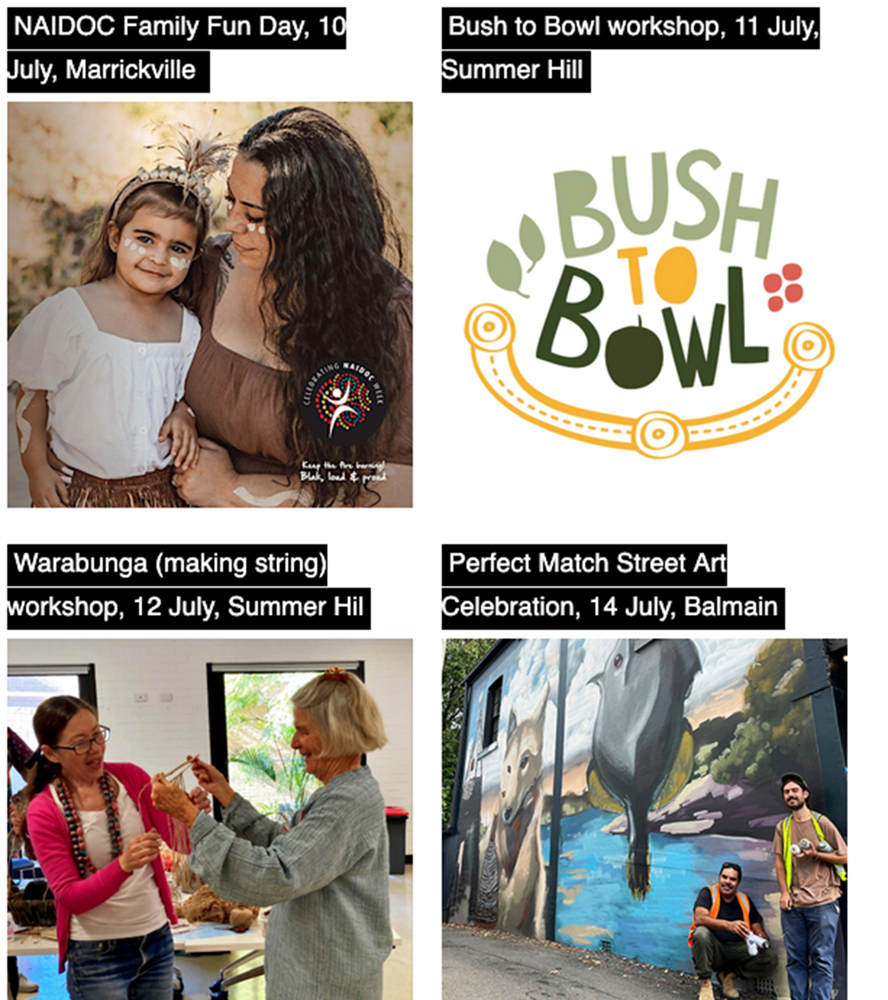 NAIDOC Family Fun Day, 10
July, Marrickville
Bush to Bowl workshop, 11 July,
Summer Hill
CELEBRATING NAIDOC WEEK
Keep the fire burning!
Blak, loud & proud
BUSH
TO
BOWL
Warabunga (making string)
workshop, 12 July, Summer Hil
Perfect Match Street Art
Celebration, 14 July, Balmain